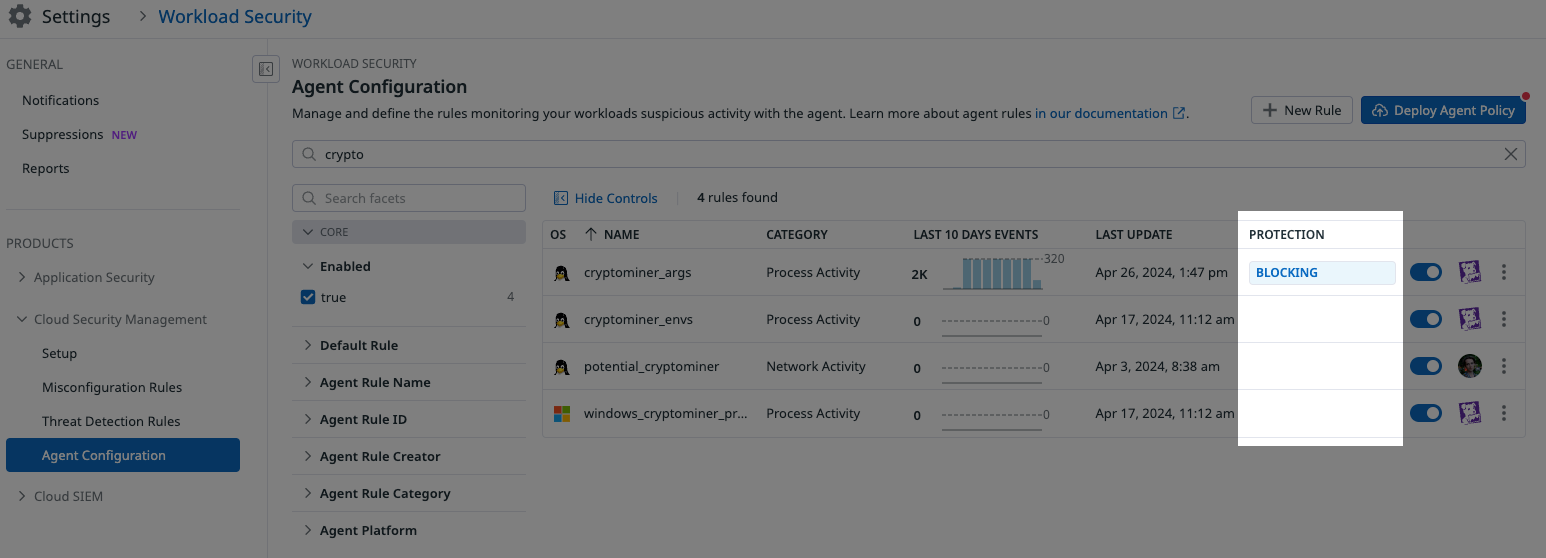 Settings > Workload Security
GENERAL
Notifications
Suppressions NEW
Reports
PRODUCTS
Application Security
Cloud Security Management
Setup
Misconfiguration Rules
Threat Detection Rules
Agent Configuration
Cloud SIEM
WORKLOAD SECURITY
Agent Configuration
Manage and define the rules monitoring your workloads suspicious activity with the agent. Learn more about agent rules in our documentation.
New Rule
Deploy Agent Policy
crypto
Search facets
CORE
Enabled
true 4
Default Rule
Agent Rule Name
Agent Rule ID
Agent Rule Creator
Agent Rule Category
Agent Platform
Hide Controls 4 rules found
OS NAME CATEGORY LAST 10 DAYS EVENTS LAST UPDATE PROTECTION
cryptominer_args Process Activity 2K 320 Apr 26, 2024, 1:47 pm BLOCKING
cryptominer_envs Process Activity 0 0 Apr 17, 2024, 11:12 am
potential_cryptominer Network Activity 0 0 Apr 3, 2024, 8:38 am
windows_cryptominer_pr... Process Activity 0 0 Apr 17, 2024, 11:12 am